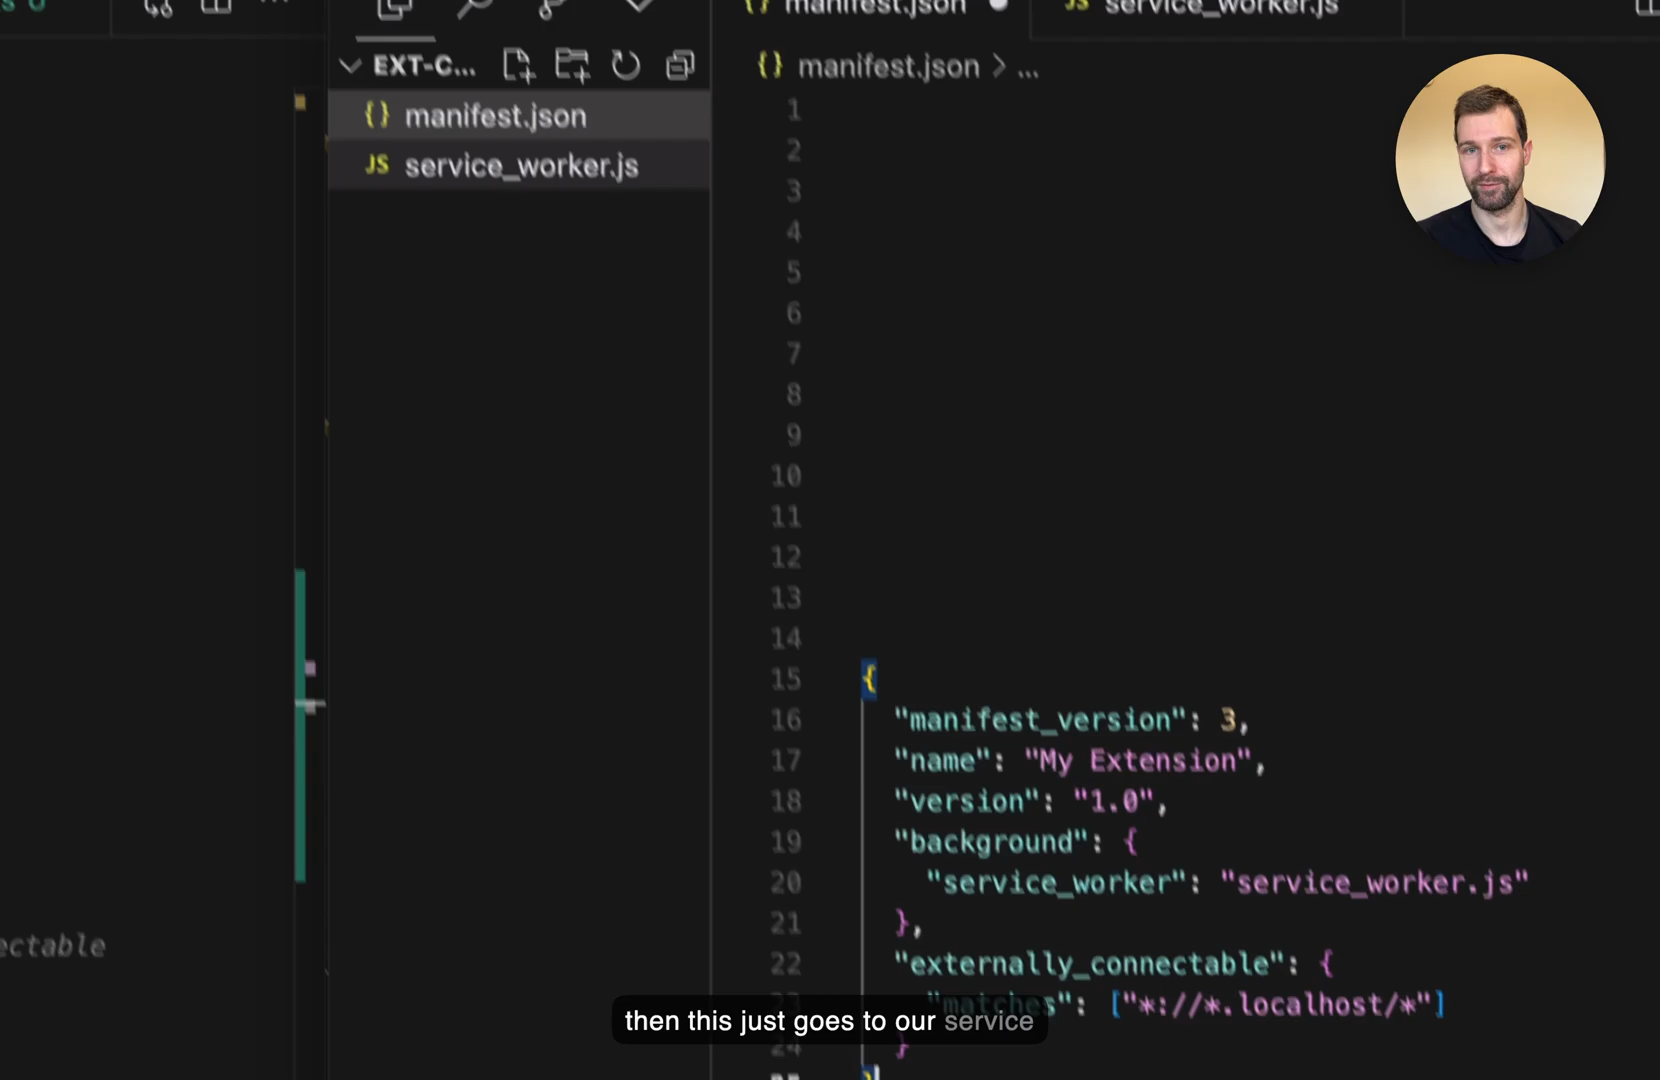 manifest.json
service_worker.js
EXT-C...
manifest.json
service_worker.js
{} manifest.json > ...
1
2
3
4
5
6
7
8
9
10
11
12
13
14
15 {
16 "manifest_version": 3,
17 "name": "My Extension",
18 "version": "1.0",
19 "background": {
20 "service_worker": "service_worker.js"
21 },
22 "externally_connectable": {
23 "matches": ["*://*.localhost/*"]
24 }
}
ectable
then this just goes to our service